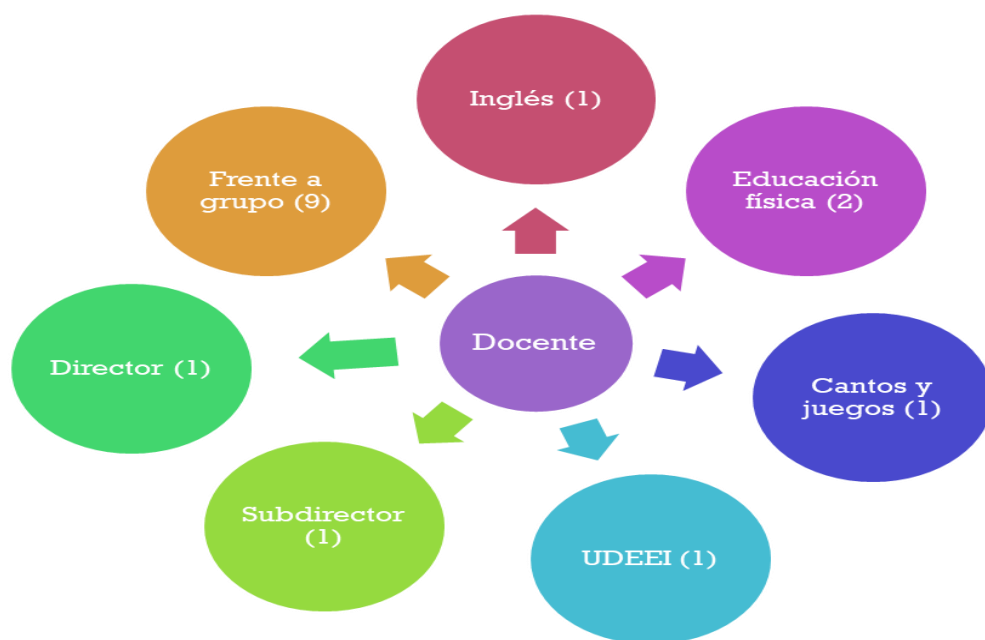 Inglés (1)
Frente a
grupo (9)
Educación
física (2)
Docente
Director (1)
Cantos y
juegos (1)
Subdirector
(1)
UDEEI (1)